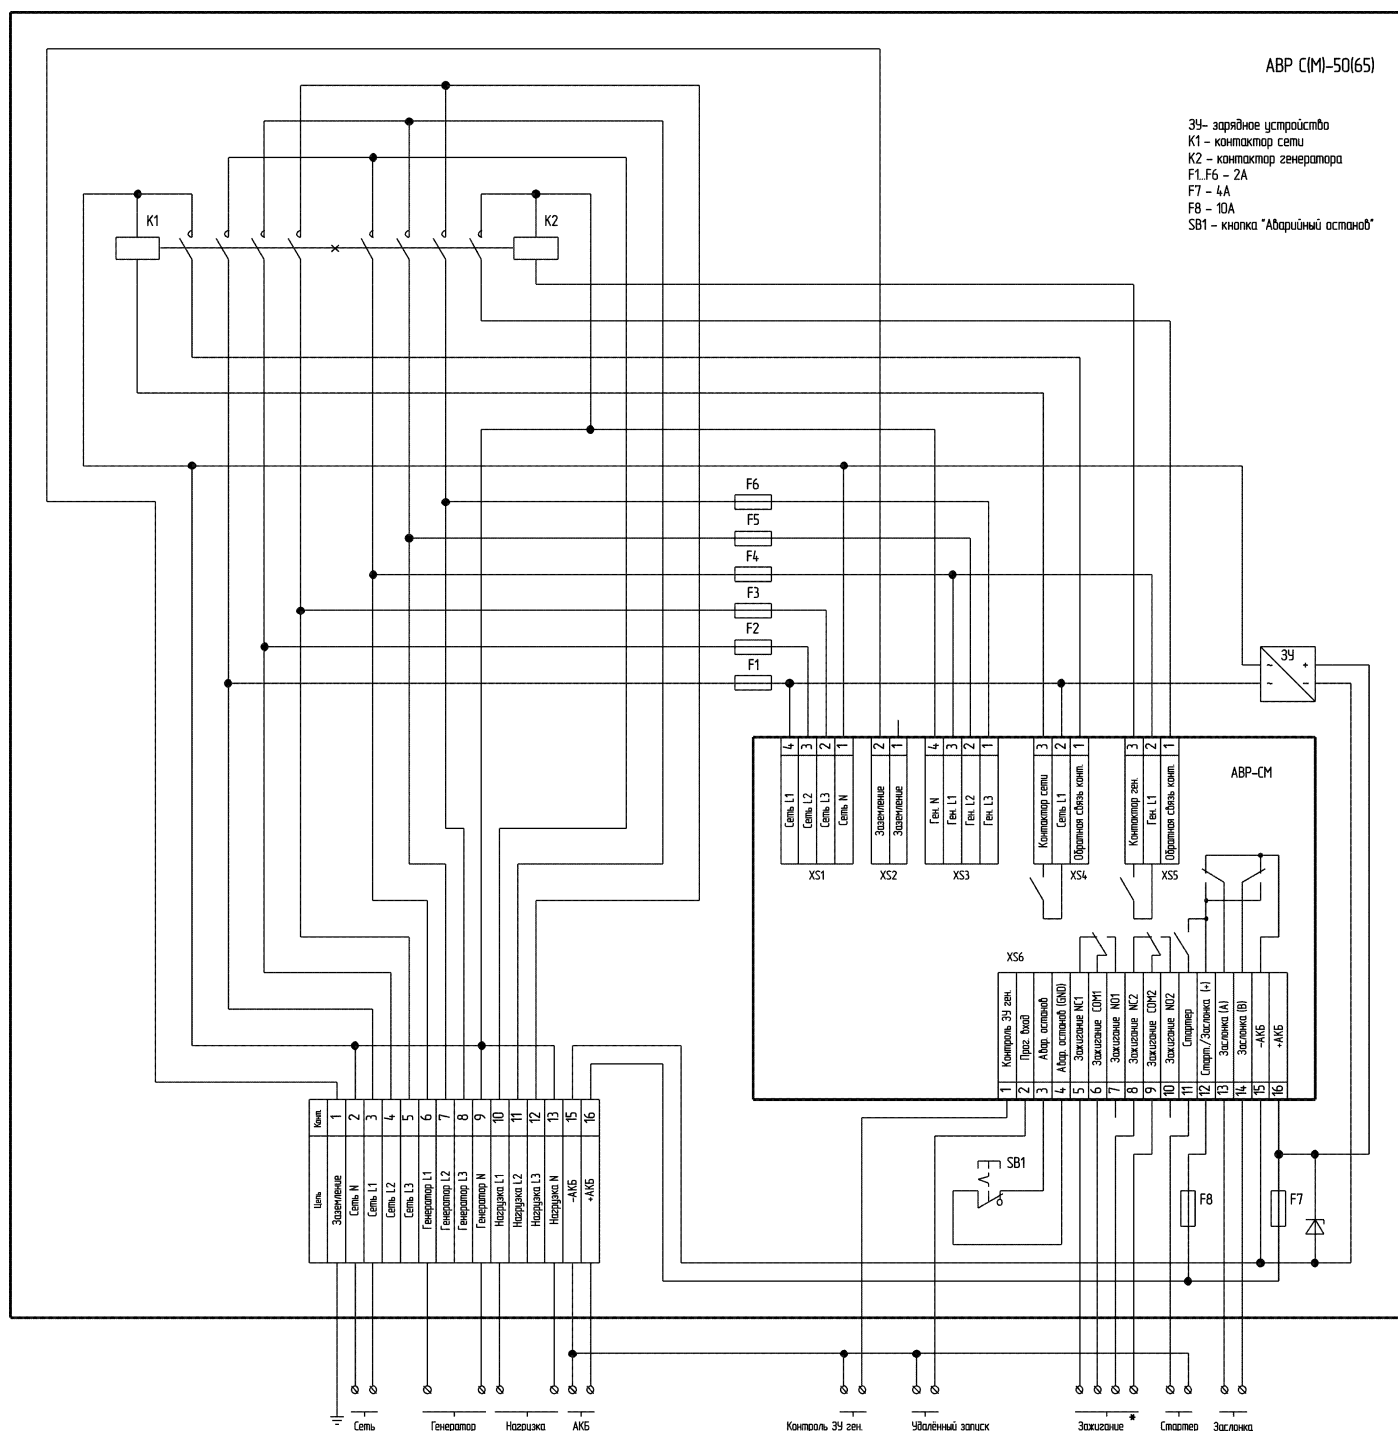 АВР С(М)-50(65)
ЗУ- зарядное устройство
К1 - контактор сети
К2 - контактор генератора
F1...F6 - 2А
F7 - 4А
F8 - 10А
SB1 - кнопка "Аварийный останов"
К1
К2
F6
F5
F4
F3
F2
F1
ЗУ
~ +
~ -
АВР-СМ
4 Сеть L1
3 Сеть L2
2 Сеть L3
1 Сеть N
XS1
2 Заземление
1 Заземление
XS2
4 Ген. N
3 Ген. L1
2 Ген. L2
1 Ген. L3
XS3
3 Контактор сети
2 Сеть L1
1 Обратная связь конт.
XS4
3 Контактор ген.
2 Ген. L1
1 Обратная связь конт.
XS5
XS6
1 Контроль ЗУ ген.
2 Прог. вход
3 Авар. останов
4 Авар. останов (GND)
5 Зажигание NC1
6 Зажигание COM1
7 Зажигание NO1
8 Зажигание NC2
9 Зажигание COM2
10 Зажигание NO2
11 Стартер
12 Старт./Заслонка (+)
13 Заслонка (А)
14 Заслонка (В)
15 -АКБ
16 +АКБ
SB1
F8
F7
Конт. Цепь
1 Заземление
2 Сеть N
3 Сеть L1
4 Сеть L2
5 Сеть L3
6 Генератор L1
7 Генератор L2
8 Генератор L3
9 Генератор N
10 Нагрузка L1
11 Нагрузка L2
12 Нагрузка L3
13 Нагрузка N
15 -АКБ
16 +АКБ
Сеть
Генератор
Нагрузка
АКБ
Контроль ЗУ ген.
Удалённый запуск
Зажигание *
Стартер
Заслонка